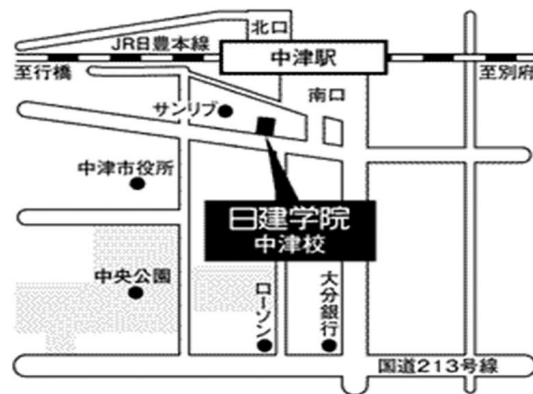 北口
JR日豊本線
中津駅
至行橋
至別府
南口
サンリブ
中津市役所
日建学院
中津校
中央公園
ローソン
大分銀行
国道213号線